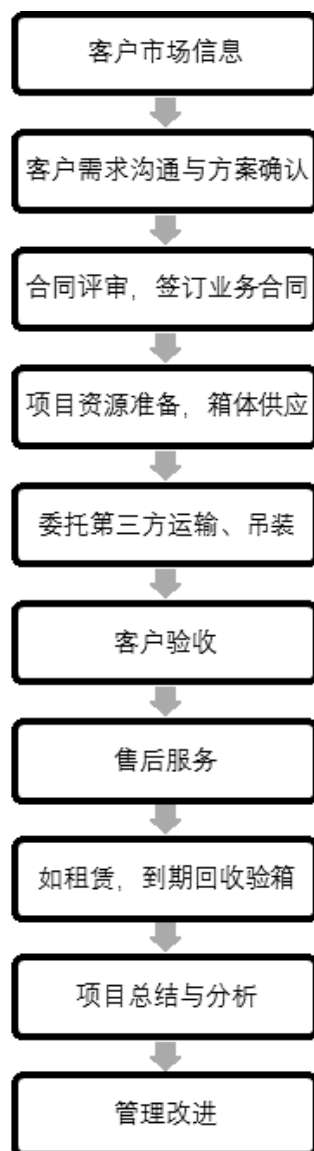 客户市场信息
客户需求沟通与方案确认
合同评审，签订业务合同
项目资源准备，箱体供应
委托第三方运输、吊装
客户验收
售后服务
如租赁，到期回收验箱
项目总结与分析
管理改进